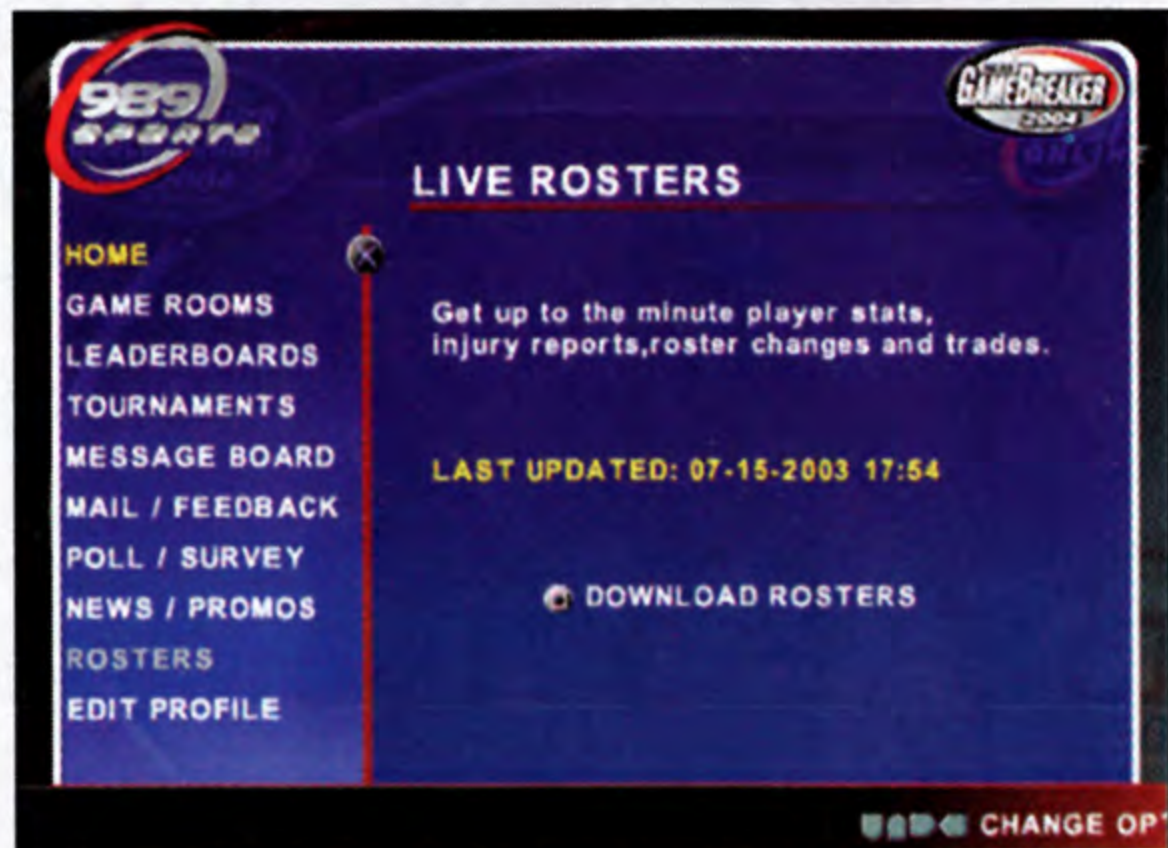 989
SPORTS
GAMEBREAKER
2004
LIVE ROSTERS
HOME
GAME ROOMS
LEADERBOARDS
TOURNAMENTS
MESSAGE BOARD
MAIL / FEEDBACK
POLL / SURVEY
NEWS / PROMOS
ROSTERS
EDIT PROFILE
Get up to the minute player stats,
injury reports,roster changes and trades.
LAST UPDATED: 07-15-2003 17:54
DOWNLOAD ROSTERS
CHANGE OPT